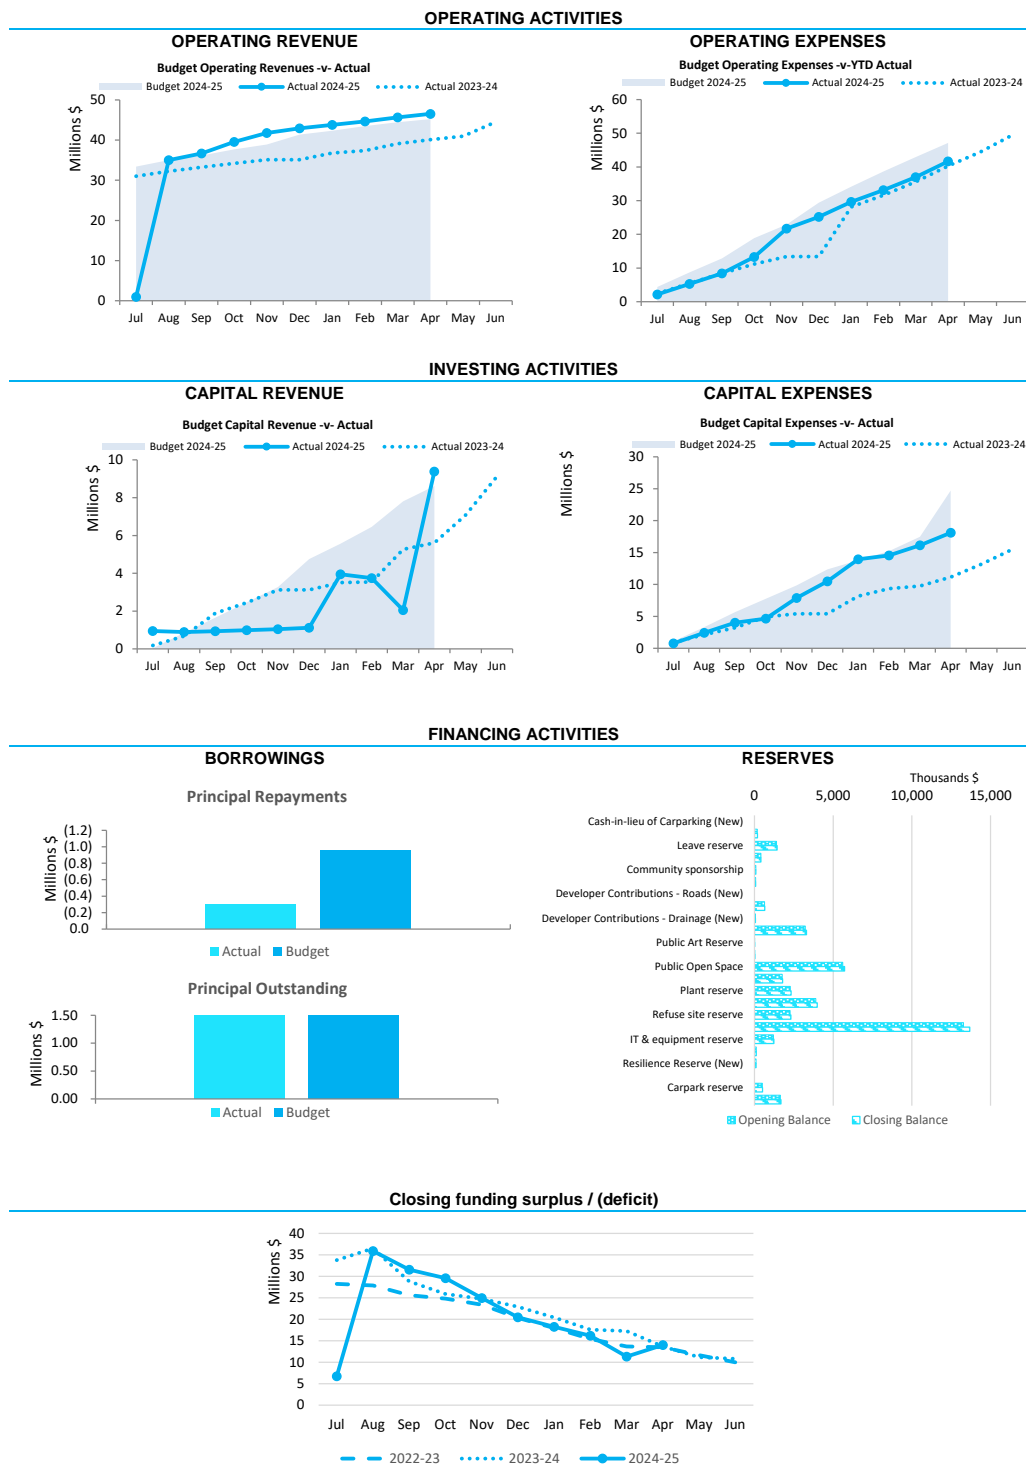 OPERATING ACTIVITIES
OPERATING REVENUE
Budget Operating Revenues -v- Actual
Budget 2024-25 Actual 2024-25 Actual 2023-24
Millions $
50
40
30
20
10
0
Jul Aug Sep Oct Nov Dec Jan Feb Mar Apr May Jun
OPERATING EXPENSES
Budget Operating Expenses -v-YTD Actual
Budget 2024-25 Actual 2024-25 Actual 2023-24
Millions $
60
50
40
30
20
10
0
Jul Aug Sep Oct Nov Dec Jan Feb Mar Apr May Jun
INVESTING ACTIVITIES
CAPITAL REVENUE
Budget Capital Revenue -v- Actual
Budget 2024-25 Actual 2024-25 Actual 2023-24
Millions $
10
8
6
4
2
0
Jul Aug Sep Oct Nov Dec Jan Feb Mar Apr May Jun
CAPITAL EXPENSES
Budget Capital Expenses -v- Actual
Budget 2024-25 Actual 2024-25 Actual 2023-24
Millions $
30
25
20
15
10
5
0
Jul Aug Sep Oct Nov Dec Jan Feb Mar Apr May Jun
FINANCING ACTIVITIES
BORROWINGS
Principal Repayments
Millions $
(1.2)
(1.0)
(0.8)
(0.6)
(0.4)
(0.2)
0.0
Actual Budget
Principal Outstanding
Millions $
1.50
1.00
0.50
0.00
Actual Budget
RESERVES
Thousands $
0 5,000 10,000 15,000
Cash-in-lieu of Carparking (New)
Leave reserve
Community sponsorship
Developer Contributions - Roads (New)
Developer Contributions - Drainage (New)
Public Art Reserve
Public Open Space
Plant reserve
Refuse site reserve
IT & equipment reserve
Resilience Reserve (New)
Carpark reserve
Opening Balance Closing Balance
Closing funding surplus / (deficit)
Millions $
40
35
30
25
20
15
10
5
0
Jul Aug Sep Oct Nov Dec Jan Feb Mar Apr May Jun
2022-23 2023-24 2024-25